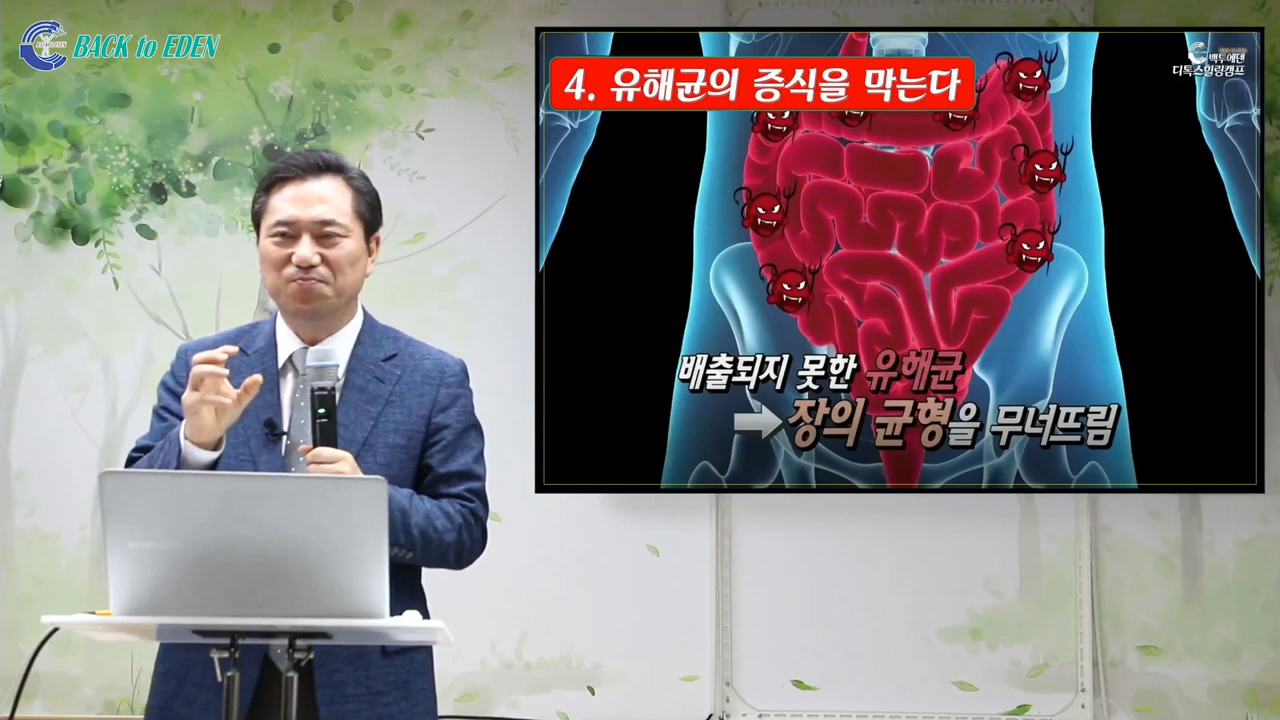 BACK to EDEN
4. 유해균의 증식을 막는다
백투에덴
디톡스힐링캠프
배출되지 못한 유해균
장의 균형을 무너뜨림